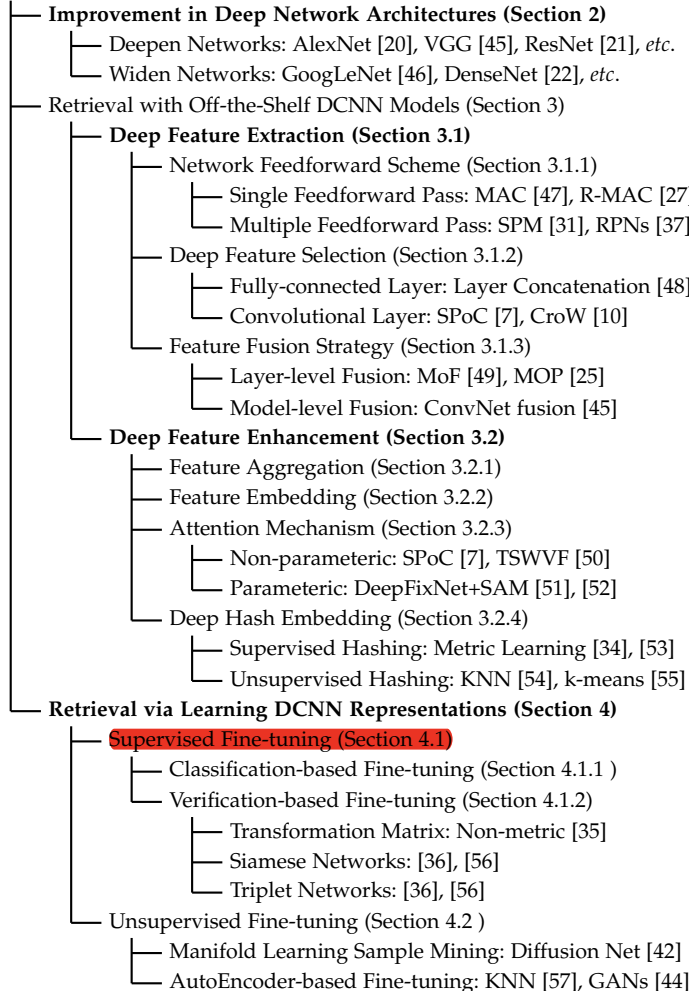 Improvement in Deep Network Architectures (Section 2)
Deepen Networks: AlexNet [20], VGG [45], ResNet [21], etc.
Widen Networks: GoogLeNet [46], DenseNet [22], etc.
Retrieval with Off-the-Shelf DCNN Models (Section 3)
Deep Feature Extraction (Section 3.1)
Network Feedforward Scheme (Section 3.1.1)
Single Feedforward Pass: MAC [47], R-MAC [27]
Multiple Feedforward Pass: SPM [31], RPNs [37]
Deep Feature Selection (Section 3.1.2)
Fully-connected Layer: Layer Concatenation [48]
Convolutional Layer: SPoC [7], CroW [10]
Feature Fusion Strategy (Section 3.1.3)
Layer-level Fusion: MoF [49], MOP [25]
Model-level Fusion: ConvNet fusion [45]
Deep Feature Enhancement (Section 3.2)
Feature Aggregation (Section 3.2.1)
Feature Embedding (Section 3.2.2)
Attention Mechanism (Section 3.2.3)
Non-parameteric: SPoC [7], TSWVF [50]
Parameteric: DeepFixNet+SAM [51], [52]
Deep Hash Embedding (Section 3.2.4)
Supervised Hashing: Metric Learning [34], [53]
Unsupervised Hashing: KNN [54], k-means [55]
Retrieval via Learning DCNN Representations (Section 4)
Supervised Fine-tuning (Section 4.1)
Classification-based Fine-tuning (Section 4.1.1 )
Verification-based Fine-tuning (Section 4.1.2)
Transformation Matrix: Non-metric [35]
Siamese Networks: [36], [56]
Triplet Networks: [36], [56]
Unsupervised Fine-tuning (Section 4.2 )
Manifold Learning Sample Mining: Diffusion Net [42]
AutoEncoder-based Fine-tuning: KNN [57], GANs [44]